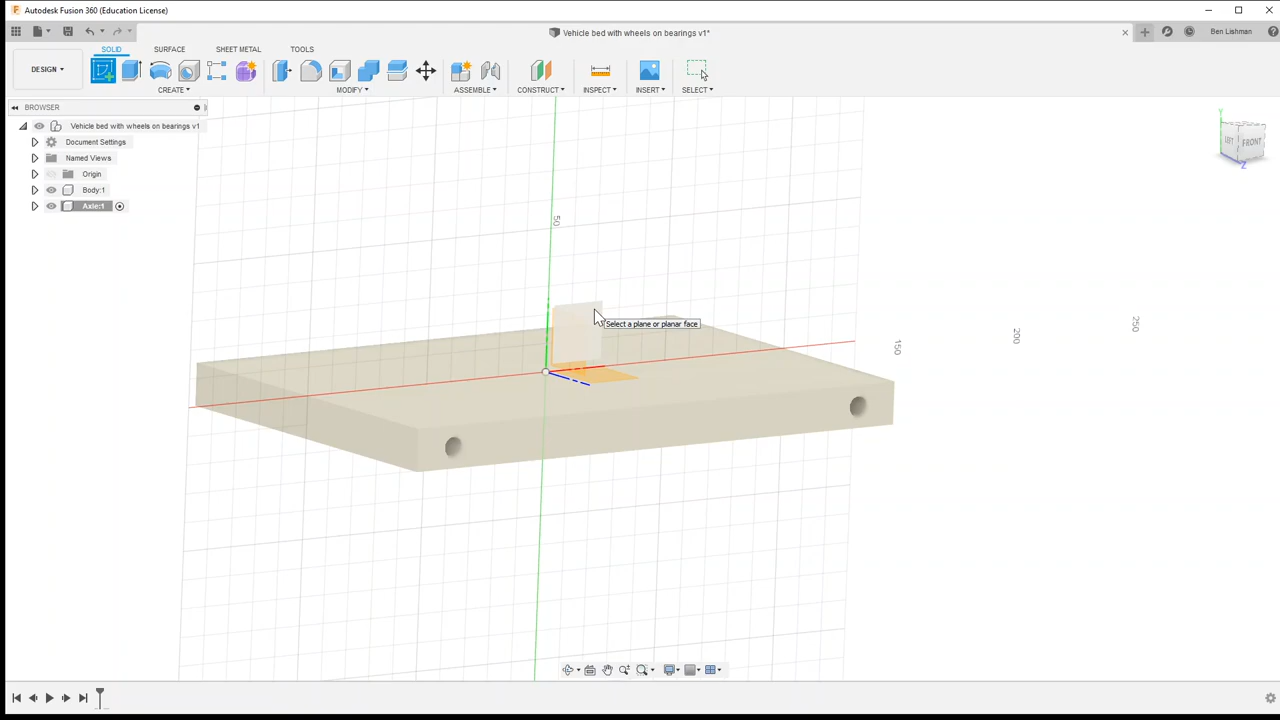 Autodesk Fusion 360 (Education License)
Vehicle bed with wheels on bearings v1*
Ben Lishman
DESIGN
SOLID SURFACE SHEET METAL TOOLS
CREATE MODIFY ASSEMBLE CONSTRUCT INSPECT INSERT SELECT
BROWSER
Vehicle bed with wheels on bearings v1
Document Settings
Named Views
Origin
Body:1
Axle:1
Y
LEFT FRONT
Z
50
Select a plane or planar face
150
200
250